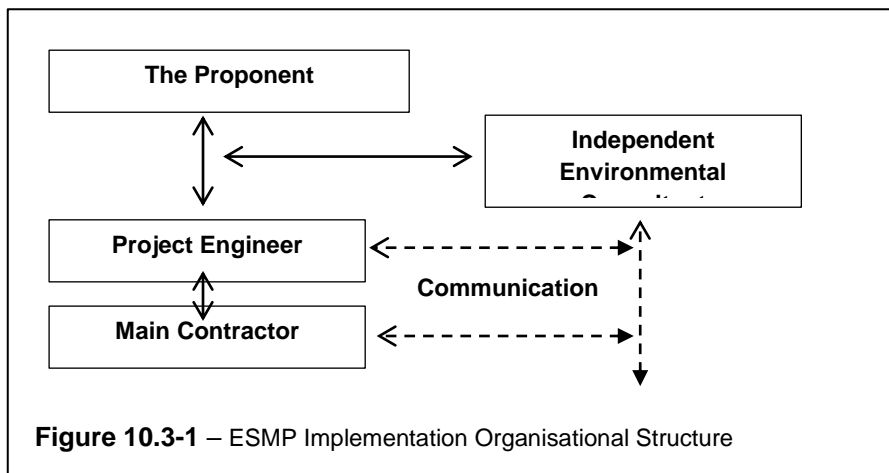 The Proponent
Independent
Environmental
Project Engineer
Communication
Main Contractor
Figure 10.3-1 – ESMP Implementation Organisational Structure